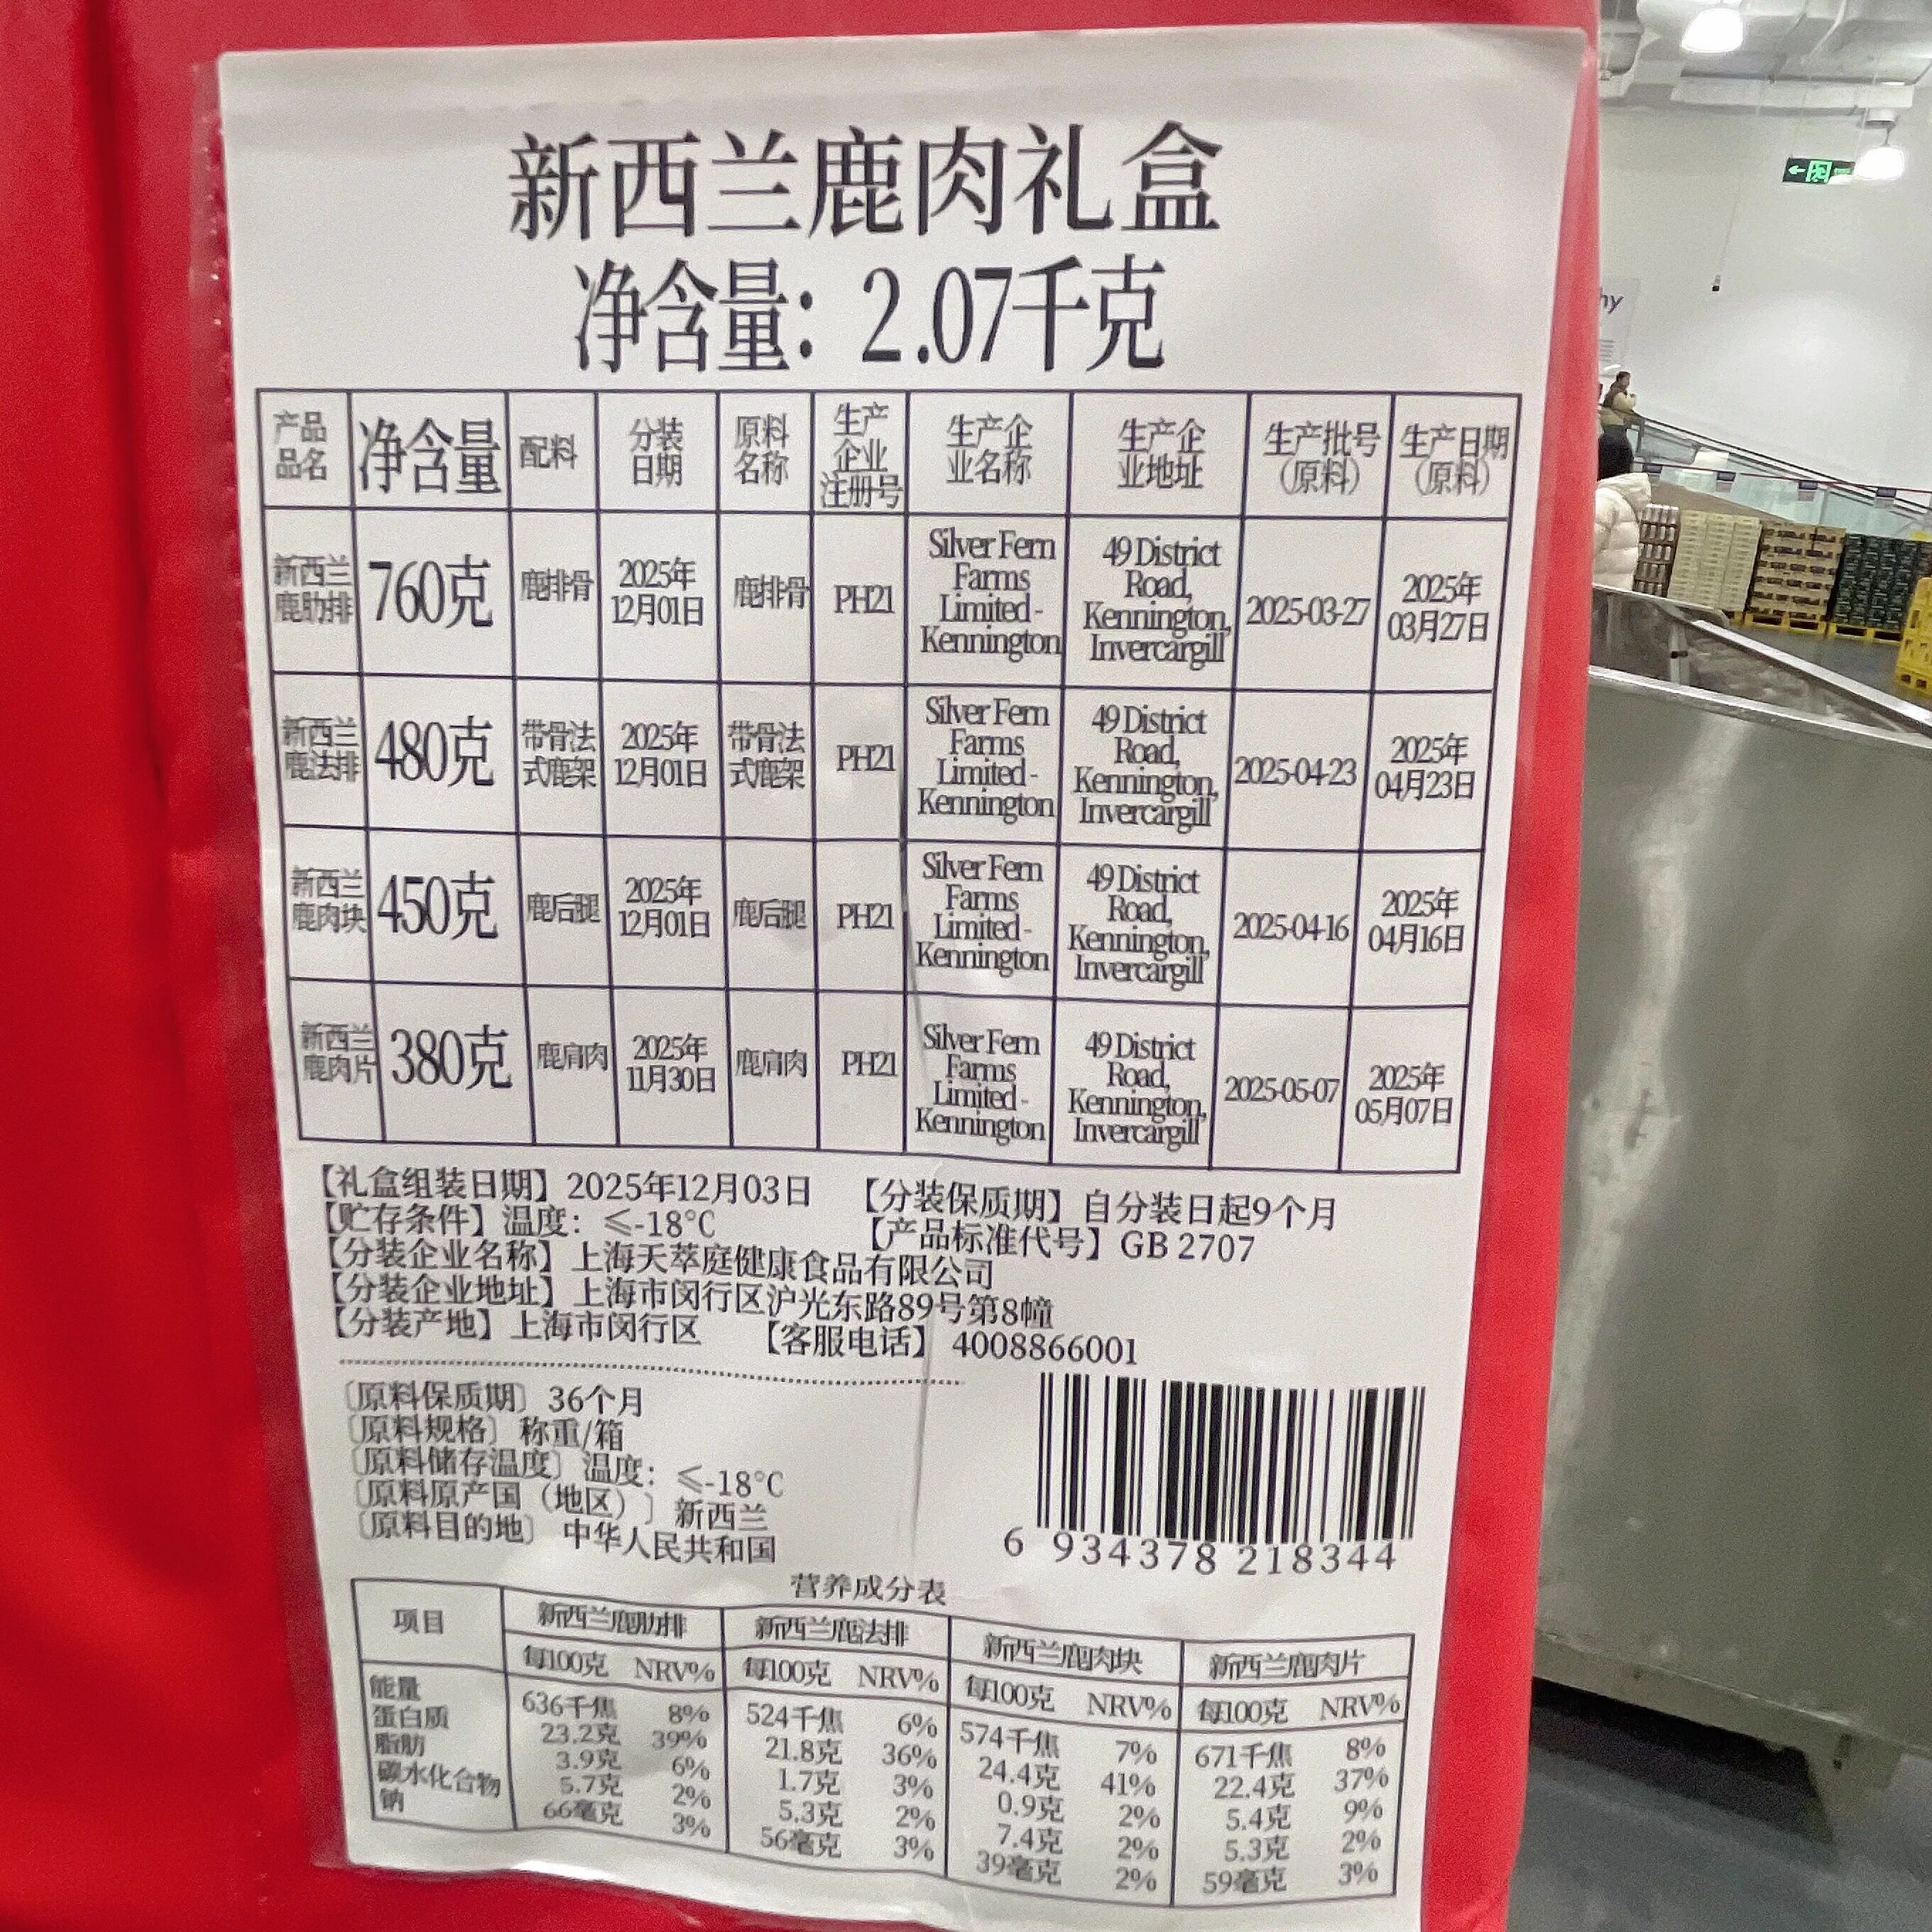 新西兰鹿肉礼盒
净含量：2.07千克
产品品名 净含量 配料 分装日期 原料名称 生产企业注册号 生产企业名称 生产企业地址 生产批号（原料） 生产日期（原料）
新西兰鹿肋排 760克 鹿排骨 2025年12月01日 鹿排骨 PH21 Silver Fern Farms Limited - Kennington 49 District Road, Kennington, Invercargill 2025-03-27 2025年03月27日
新西兰鹿法排 480克 带骨法式鹿架 2025年12月01日 带骨法式鹿架 PH21 Silver Fern Farms Limited - Kennington 49 District Road, Kennington, Invercargill 2025-04-23 2025年04月23日
新西兰鹿肉块 450克 鹿后腿 2025年12月01日 鹿后腿 PH21 Silver Fern Farms Limited - Kennington 49 District Road, Kennington, Invercargill 2025-04-16 2025年04月16日
新西兰鹿肉片 380克 鹿肩肉 2025年11月30日 鹿肩肉 PH21 Silver Fern Farms Limited - Kennington 49 District Road, Kennington, Invercargill 2025-05-07 2025年05月07日
【礼盒组装日期】2025年12月03日 【分装保质期】自分装日起9个月
【贮存条件】温度：≤-18℃ 【产品标准代号】GB 2707
【分装企业名称】上海天萃庭健康食品有限公司
【分装企业地址】上海市闵行区沪光东路89号第8幢
【分装产地】上海市闵行区 【客服电话】4008866001
〔原料保质期〕36个月
〔原料规格〕称重/箱
〔原料储存温度〕温度：≤-18℃
〔原料原产国（地区）〕新西兰
〔原料目的地〕中华人民共和国
6 934378 218344
营养成分表
项目 新西兰鹿肋排 新西兰鹿法排 新西兰鹿肉块 新西兰鹿肉片
每100克 NRV% 每100克 NRV% 每100克 NRV% 每100克 NRV%
能量 636千焦 8% 524千焦 6% 574千焦 7% 671千焦 8%
蛋白质 23.2克 39% 21.8克 36% 24.4克 41% 22.4克 37%
脂肪 3.9克 6% 1.7克 3% 0.9克 2% 5.4克 9%
碳水化合物 5.7克 2% 5.3克 2% 7.4克 2% 5.3克 2%
钠 66毫克 3% 56毫克 3% 39毫克 2% 59毫克 3%